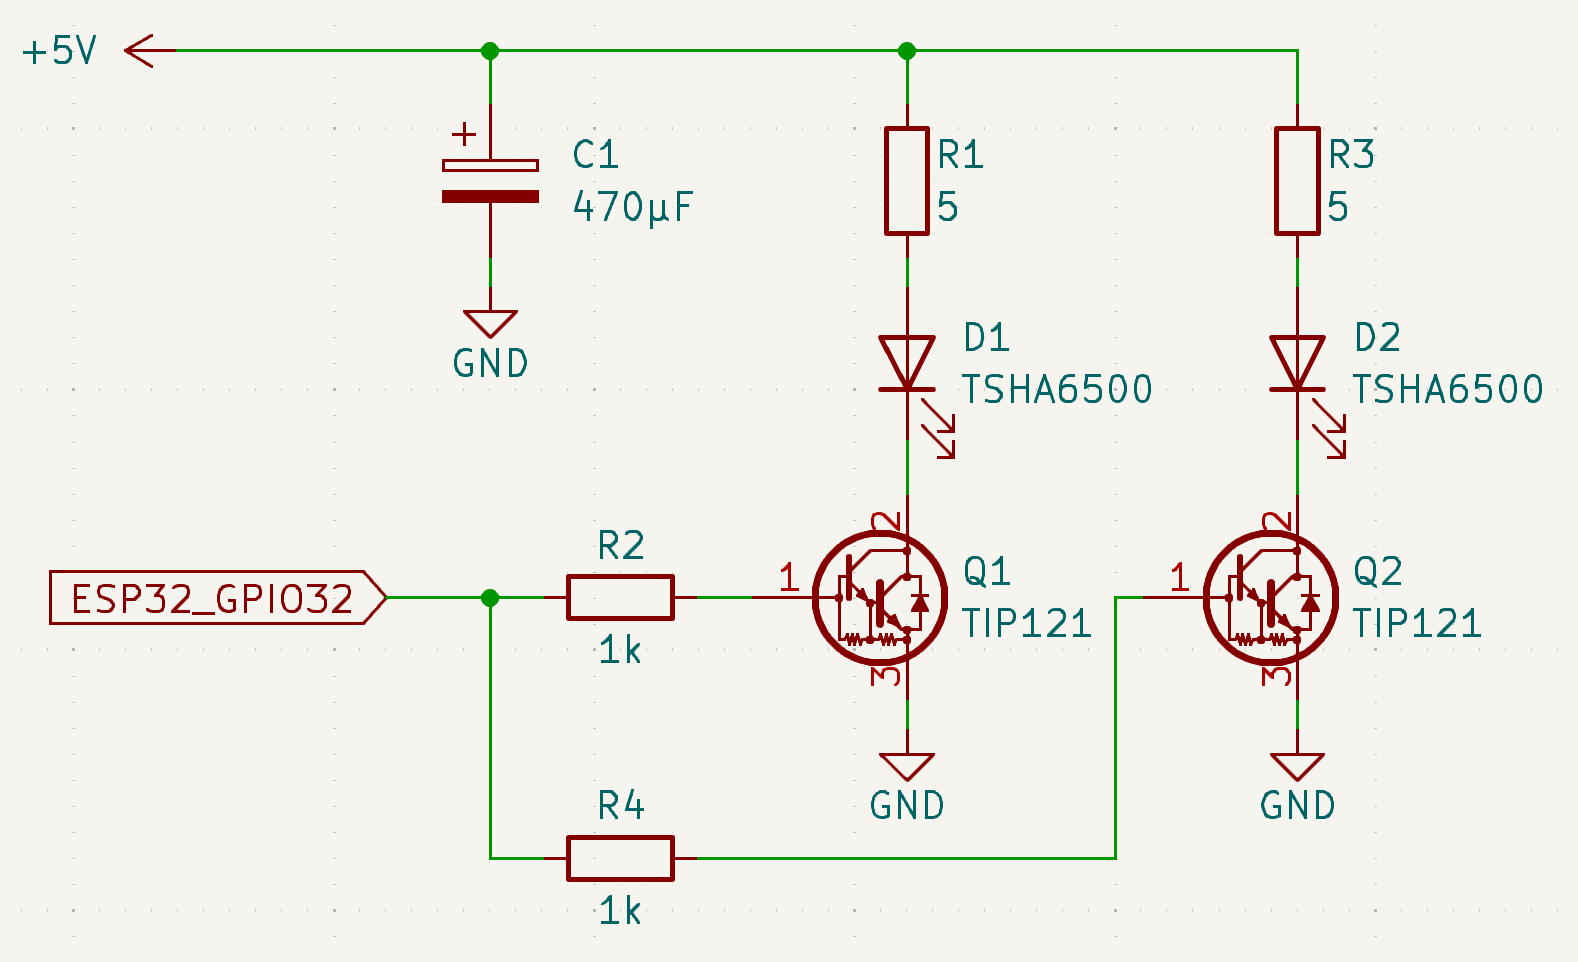 +5V
+
C1
470µF
GND
R1
5
R3
5
D1
TSHA6500
D2
TSHA6500
ESP32_GPIO32
R2
1k
1
2
3
Q1
TIP121
GND
1
2
3
Q2
TIP121
GND
R4
1k